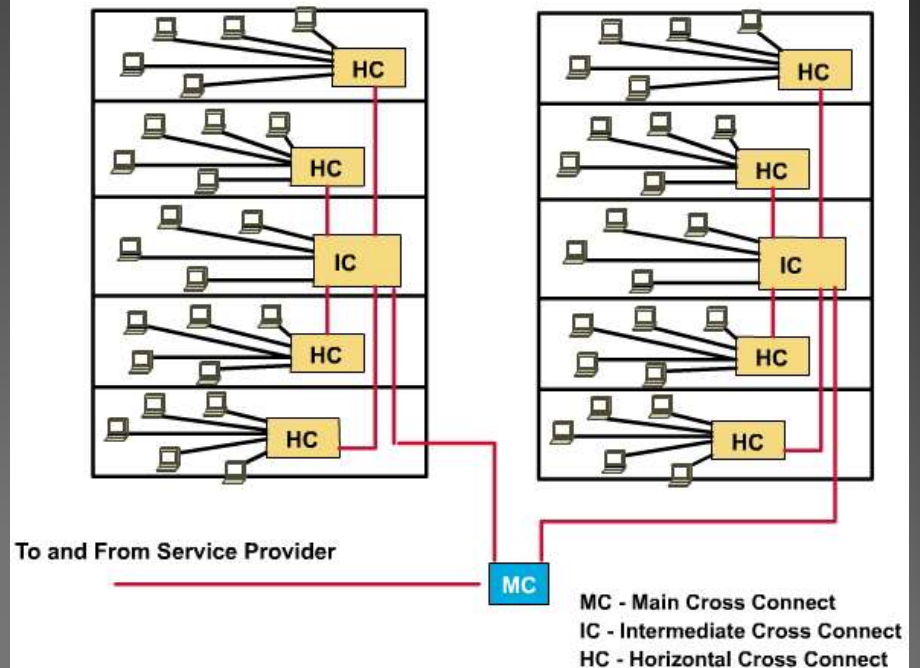 HC
HC
HC
HC
IC
IC
HC
HC
HC
HC
To and From Service Provider
MC
MC - Main Cross Connect
IC - Intermediate Cross Connect
HC - Horizontal Cross Connect